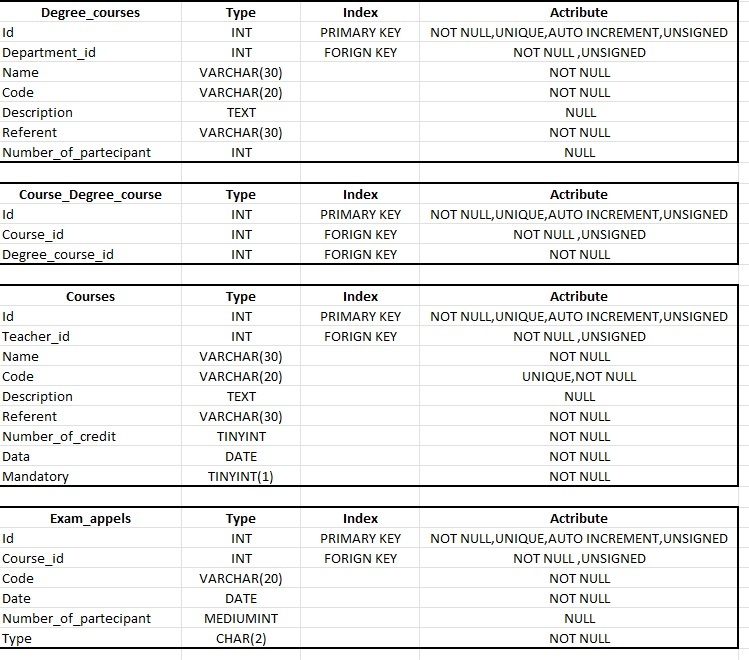 Degree_courses Type Index Actribute
Id INT PRIMARY KEY NOT NULL,UNIQUE,AUTO INCREMENT,UNSIGNED
Department_id INT FORIGN KEY NOT NULL ,UNSIGNED
Name VARCHAR(30) NOT NULL
Code VARCHAR(20) NOT NULL
Description TEXT NULL
Referent VARCHAR(30) NOT NULL
Number_of_partecipant INT NULL
Course_Degree_course Type Index Actribute
Id INT PRIMARY KEY NOT NULL,UNIQUE,AUTO INCREMENT,UNSIGNED
Course_id INT FORIGN KEY NOT NULL ,UNSIGNED
Degree_course_id INT FORIGN KEY NOT NULL
Courses Type Index Actribute
Id INT PRIMARY KEY NOT NULL,UNIQUE,AUTO INCREMENT,UNSIGNED
Teacher_id INT FORIGN KEY NOT NULL ,UNSIGNED
Name VARCHAR(30) NOT NULL
Code VARCHAR(20) UNIQUE,NOT NULL
Description TEXT NULL
Referent VARCHAR(30) NOT NULL
Number_of_credit TINYINT NOT NULL
Data DATE NOT NULL
Mandatory TINYINT(1) NOT NULL
Exam_appels Type Index Actribute
Id INT PRIMARY KEY NOT NULL,UNIQUE,AUTO INCREMENT,UNSIGNED
Course_id INT FORIGN KEY NOT NULL ,UNSIGNED
Code VARCHAR(20) NOT NULL
Date DATE NOT NULL
Number_of_partecipant MEDIUMINT NULL
Type CHAR(2) NOT NULL